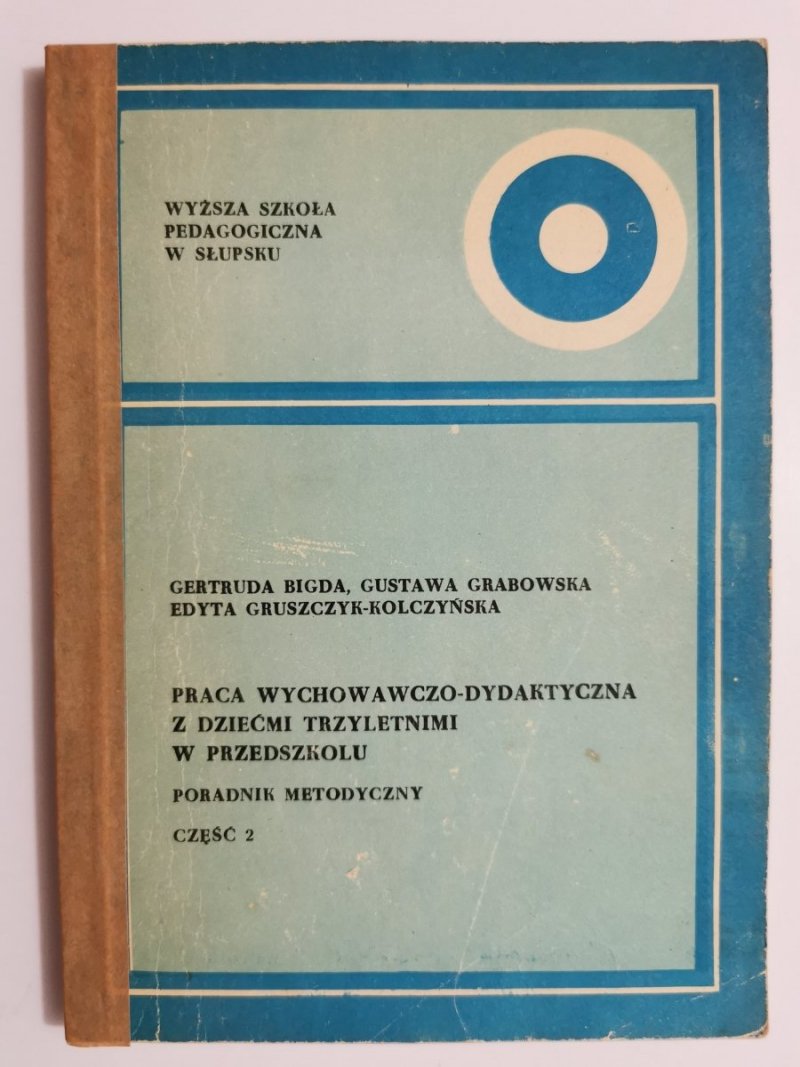 WYŻSZA SZKOŁA
PEDAGOGICZNA
W SŁUPSKU
GERTRUDA BIGDA, GUSTAWA GRABOWSKA
EDYTA GRUSZCZYK-KOLCZYŃSKA
PRACA WYCHOWAWCZO-DYDAKTYCZNA
Z DZIEĆMI TRZYLETNIMI
W PRZEDSZKOLU
PORADNIK METODYCZNY
CZĘŚĆ 2